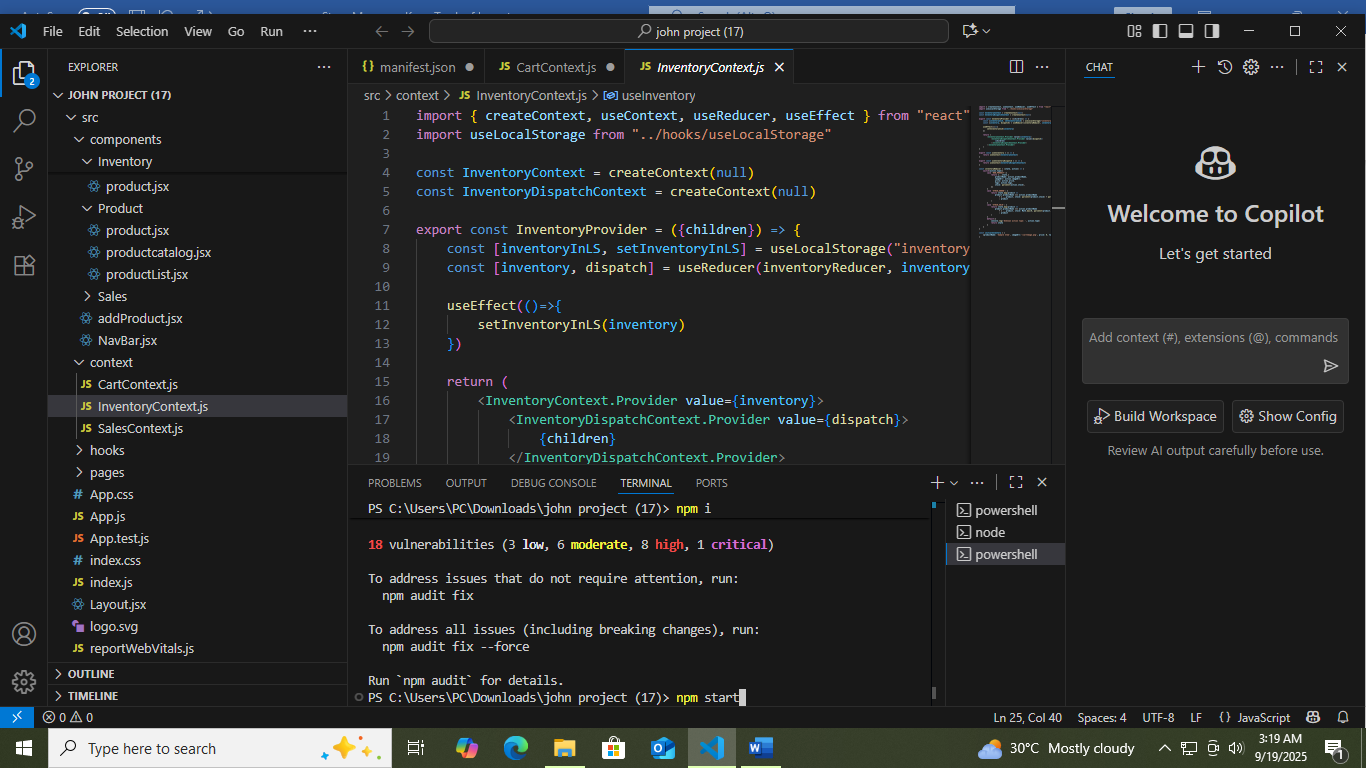 File Edit Selection View Go Run ···
john project (17)
EXPLORER
JOHN PROJECT (17)
src
components
Inventory
product.jsx
Product
product.jsx
productcatalog.jsx
productList.jsx
Sales
addProduct.jsx
NavBar.jsx
context
JS CartContext.js
JS InventoryContext.js
JS SalesContext.js
hooks
pages
# App.css
JS App.js
JS App.test.js
# index.css
JS index.js
Layout.jsx
logo.svg
JS reportWebVitals.js
OUTLINE
TIMELINE
{} manifest.json JS CartContext.js JS InventoryContext.js
src > context > JS InventoryContext.js > useInventory
1 import { createContext, useContext, useReducer, useEffect } from "react"
2 import useLocalStorage from "../hooks/useLocalStorage"
3
4 const InventoryContext = createContext(null)
5 const InventoryDispatchContext = createContext(null)
6
7 export const InventoryProvider = ({children}) => {
8 const [inventoryInLS, setInventoryInLS] = useLocalStorage("inventory
9 const [inventory, dispatch] = useReducer(inventoryReducer, inventory
10
11 useEffect(()=>{
12 setInventoryInLS(inventory)
13 })
14
15 return (
16 <InventoryContext.Provider value={inventory}>
17 <InventoryDispatchContext.Provider value={dispatch}>
18 {children}
19 </InventoryDispatchContext.Provider>
PROBLEMS OUTPUT DEBUG CONSOLE TERMINAL PORTS
PS C:\Users\PC\Downloads\john project (17)> npm i
18 vulnerabilities (3 low, 6 moderate, 8 high, 1 critical)
To address issues that do not require attention, run:
npm audit fix
To address all issues (including breaking changes), run:
npm audit fix --force
Run `npm audit` for details.
PS C:\Users\PC\Downloads\john project (17)> npm start
powershell
node
powershell
CHAT
Welcome to Copilot
Let's get started
Add context (#), extensions (@), commands
Build Workspace Show Config
Review AI output carefully before use.
0 0 Ln 25, Col 40 Spaces: 4 UTF-8 LF {} JavaScript
Type here to search
30°C Mostly cloudy
3:19 AM
9/19/2025
1
2